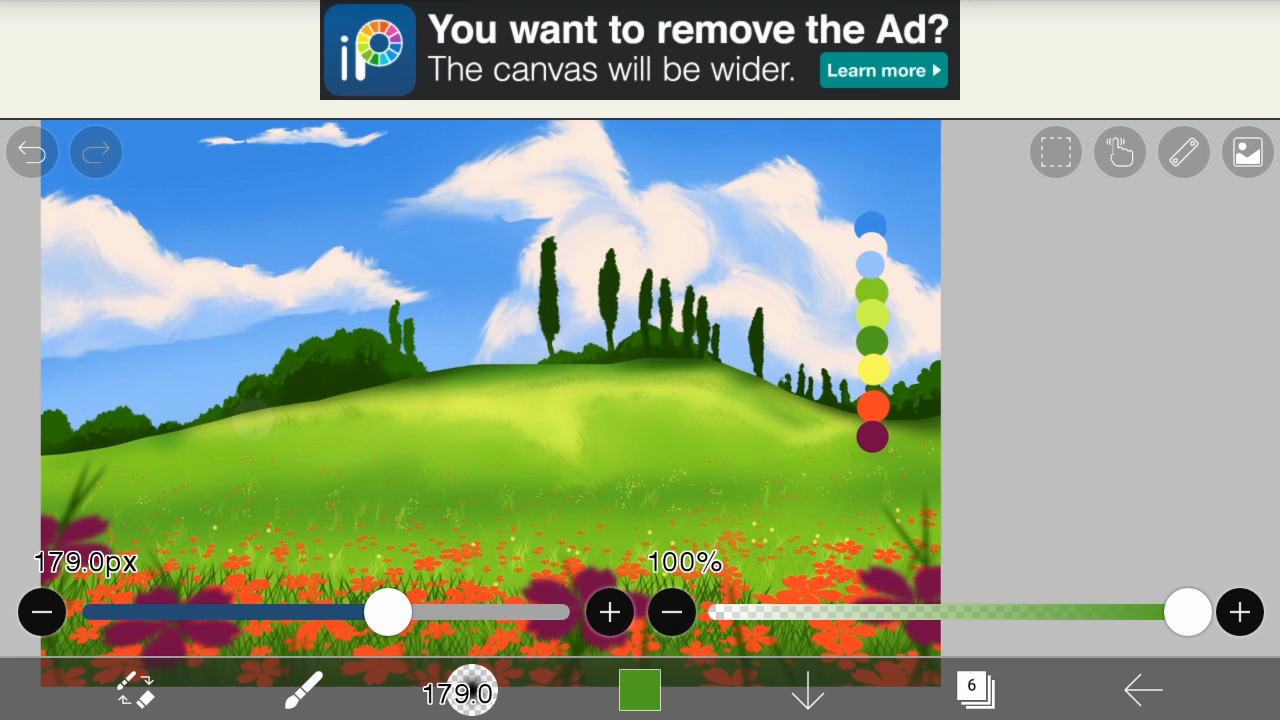 iP
You want to remove the Ad?
The canvas will be wider.
Learn more
179.0px
100%
179.0
6